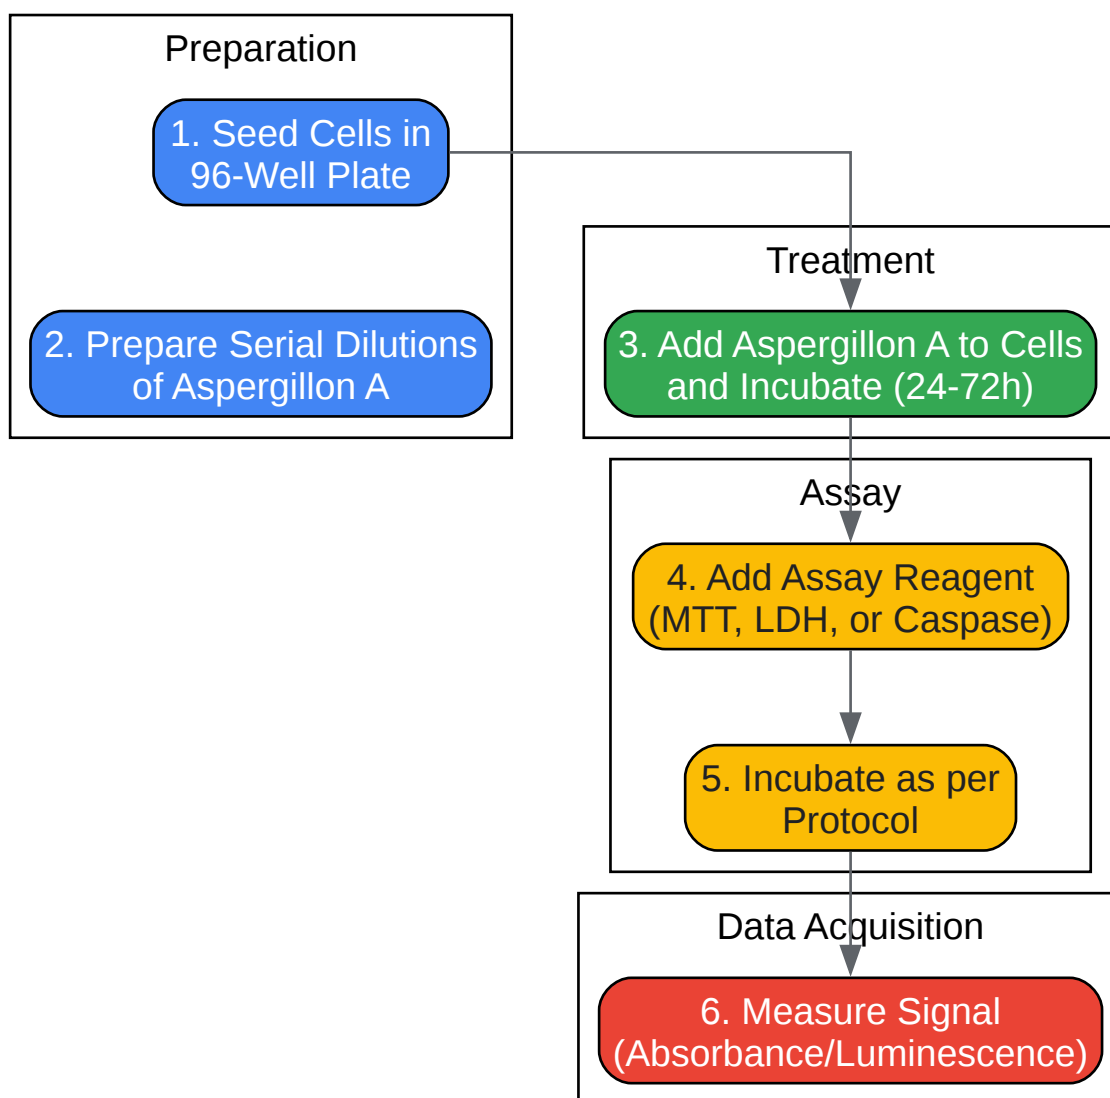 Preparation
1. Seed Cells in
96-Well Plate
2. Prepare Serial Dilutions
of Aspergillon A
Treatment
3. Add Aspergillon A to Cells
and Incubate (24-72h)
Assay
4. Add Assay Reagent
(MTT, LDH, or Caspase)
5. Incubate as per
Protocol
Data Acquisition
6. Measure Signal
(Absorbance/Luminescence)